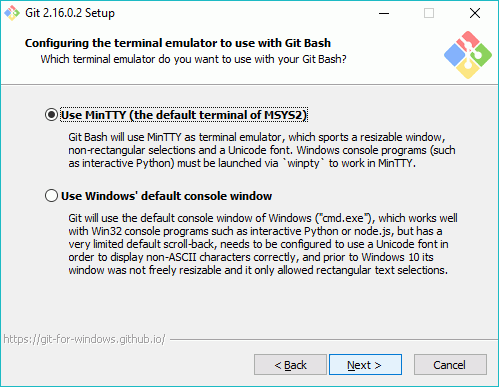 Git 2.16.0.2 Setup
Configuring the terminal emulator to use with Git Bash
Which terminal emulator do you want to use with your Git Bash?
Use MinTTY (the default terminal of MSYS2)
Git Bash will use MinTTY as terminal emulator, which sports a resizable window,
non-rectangular selections and a Unicode font. Windows console programs (such
as interactive Python) must be launched via `winpty` to work in MinTTY.
Use Windows' default console window
Git will use the default console window of Windows ("cmd.exe"), which works well
with Win32 console programs such as interactive Python or node.js, but has a
very limited default scroll-back, needs to be configured to use a Unicode font in
order to display non-ASCII characters correctly, and prior to Windows 10 its
window was not freely resizable and it only allowed rectangular text selections.
https://git-for-windows.github.io/
< Back
Next >
Cancel